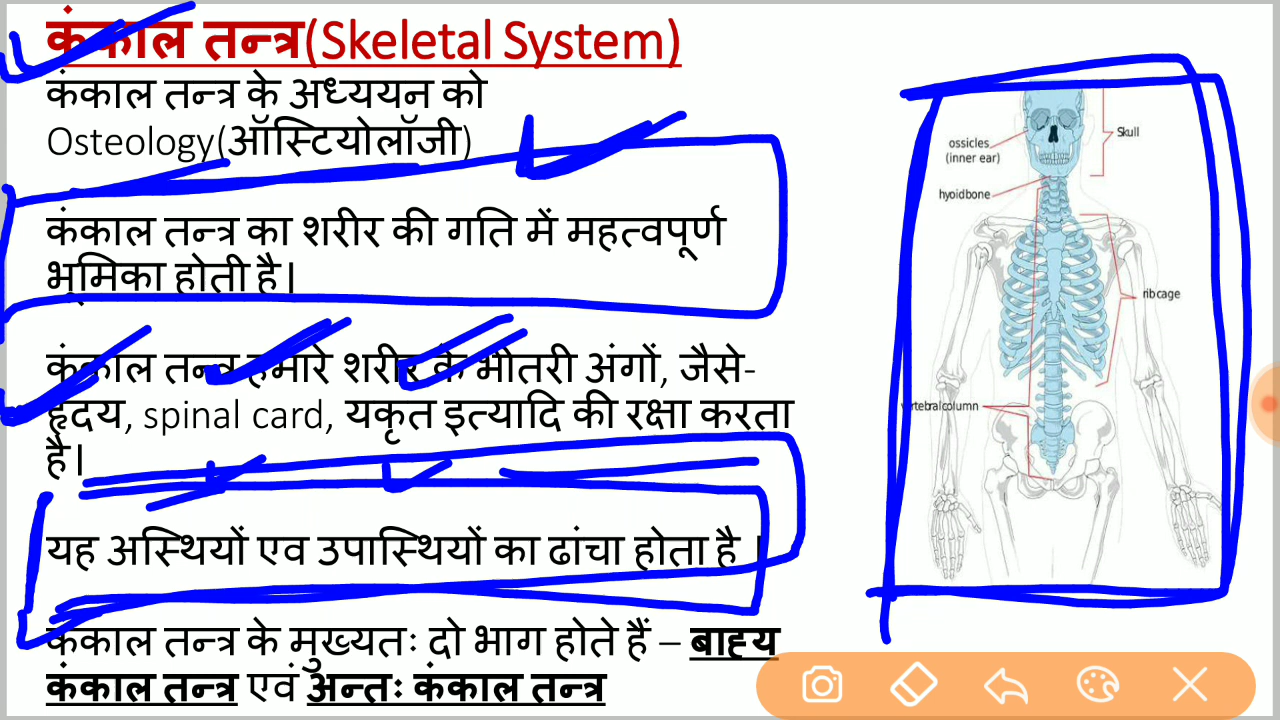 कंकाल तन्त्र(Skeletal System)
कंकाल तन्त्र के अध्ययन को
Osteology(ऑस्टियोलॉजी)
कंकाल तन्त्र का शरीर की गति में महत्वपूर्ण
भूमिका होती है।
कंकाल तन्त्र हमारे शरीर के भीतरी अंगों, जैसे-
हृदय, spinal card, यकृत इत्यादि की रक्षा करता
है।
यह अस्थियों एव उपास्थियों का ढांचा होता है ।
कंकाल तन्त्र के मुख्यतः दो भाग होते हैं – बाह्य
कंकाल तन्त्र एवं अन्तः कंकाल तन्त्र
Skull
ossicles
(inner ear)
hyoidbone
ribcage
vertebralcolumn